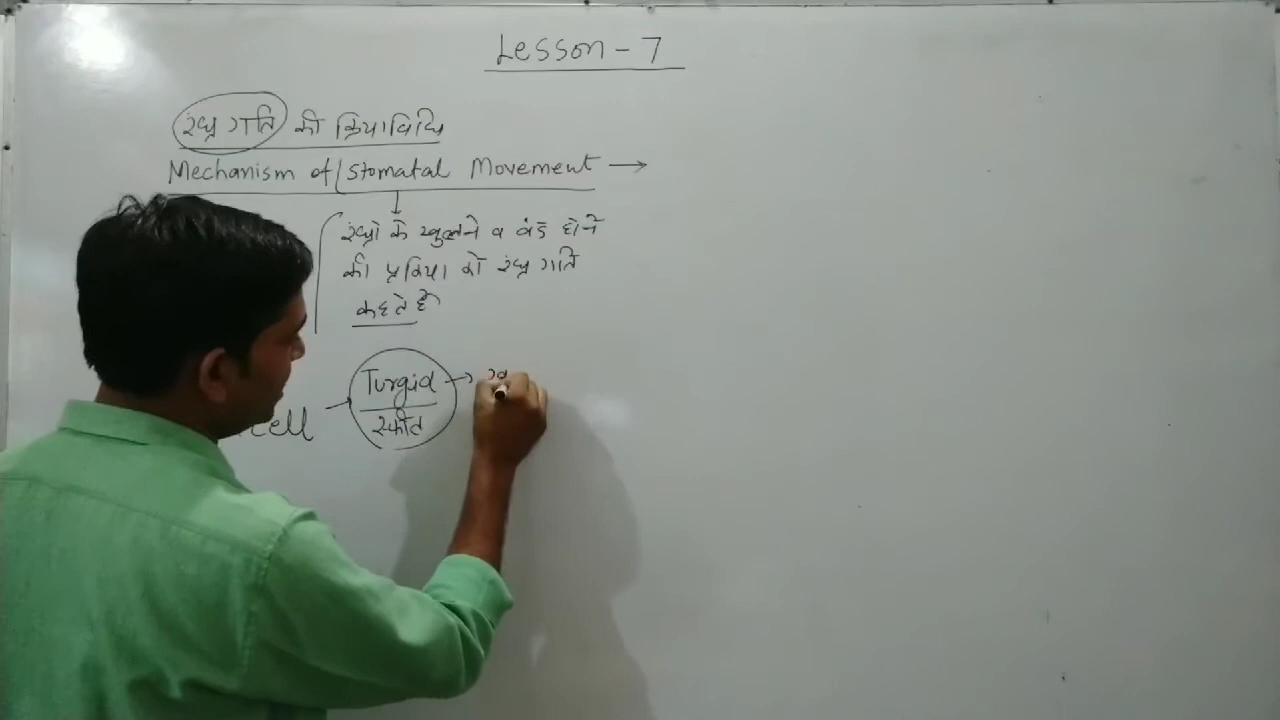 Lesson - 7
रंध्र गति की क्रियाविधि
Mechanism of Stomatal Movement →
रंध्रो के खुलने व बंद होने
की प्रक्रिया को रंध्र गति
कहते है
cell → Turgid →
स्फीत